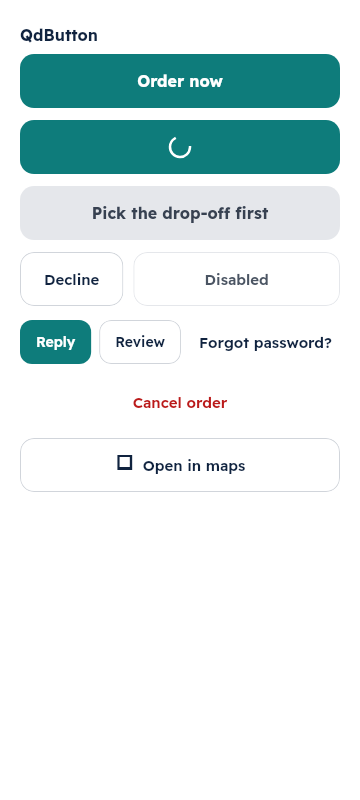 QdButton
Order now
Pick the drop-off first
Decline
Disabled
Reply
Review
Forgot password?
Cancel order
Open in maps